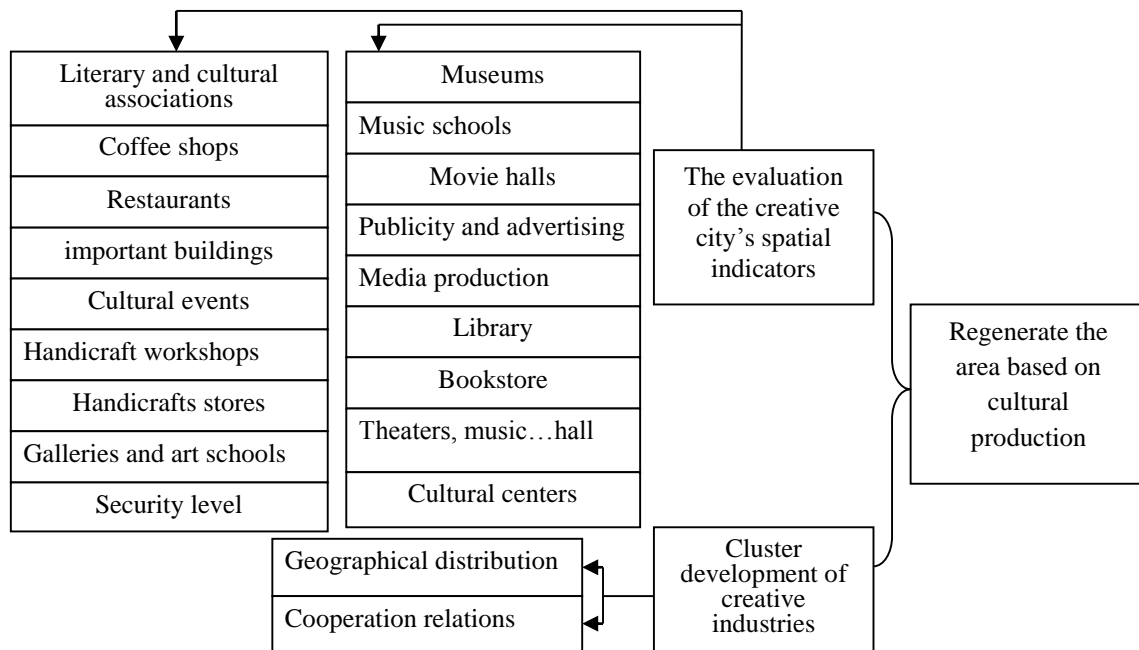 Literary and cultural
associations
Coffee shops
Restaurants
important buildings
Cultural events
Handicraft workshops
Handicrafts stores
Galleries and art schools
Security level
Museums
Music schools
Movie halls
Publicity and advertising
Media production
Library
Bookstore
Theaters, music…hall
Cultural centers
The evaluation
of the creative
city’s spatial
indicators
Regenerate the
area based on
cultural
production
Cluster
development of
creative
industries
Geographical distribution
Cooperation relations